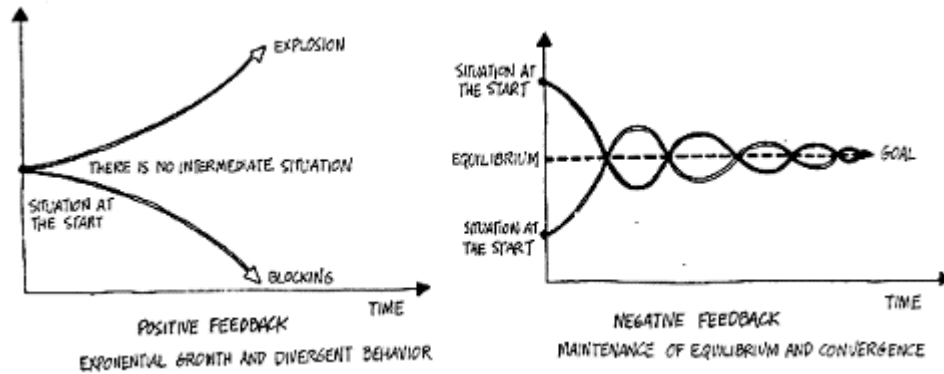 EXPLOSION
THERE IS NO INTERMEDIATE SITUATION
SITUATION AT
THE START
BLOCKING
TIME
POSITIVE FEEDBACK
EXPONENTIAL GROWTH AND DIVERGENT BEHAVIOR
SITUATION AT
THE START
EQUILIBRIUM
GOAL
SITUATION AT
THE START
TIME
NEGATIVE FEEDBACK
MAINTENANCE OF EQUILIBRIUM AND CONVERGENCE